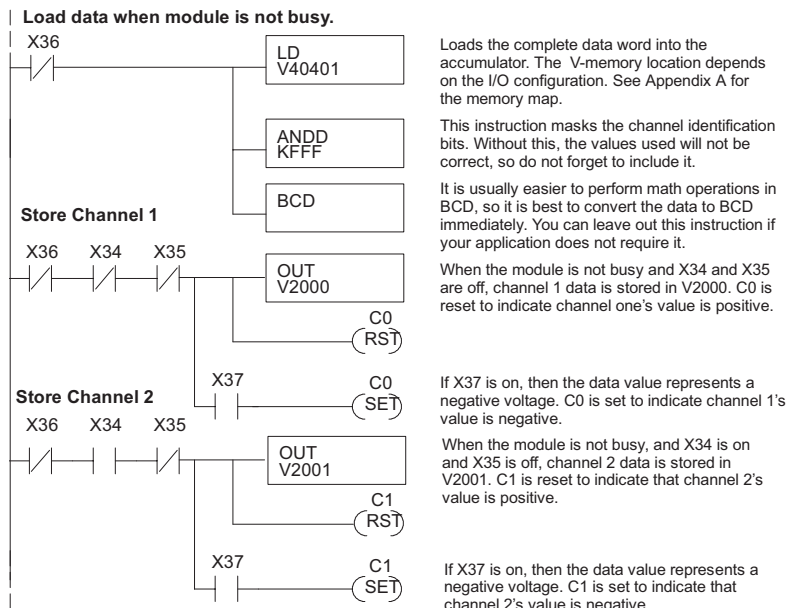 Load data when module is not busy.
X36
LD
V40401
Loads the complete data word into the
accumulator. The V-memory location depends
on the I/O configuration. See Appendix A for
the memory map.
ANDD
KFFF
This instruction masks the channel identification
bits. Without this, the values used will not be
correct, so do not forget to include it.
BCD
It is usually easier to perform math operations in
BCD, so it is best to convert the data to BCD
immediately. You can leave out this instruction if
your application does not require it.
Store Channel 1
X36 X34 X35
OUT
V2000
When the module is not busy and X34 and X35
are off, channel 1 data is stored in V2000. C0 is
reset to indicate channel one's value is positive.
C0
RST
X37
C0
SET
If X37 is on, then the data value represents a
negative voltage. C0 is set to indicate channel 1's
value is negative.
Store Channel 2
X36 X34 X35
OUT
V2001
When the module is not busy, and X34 is on
and X35 is off, channel 2 data is stored in
V2001. C1 is reset to indicate that channel 2's
value is positive.
C1
RST
X37
C1
SET
If X37 is on, then the data value represents a
negative voltage. C1 is set to indicate that
channel 2's value is negative